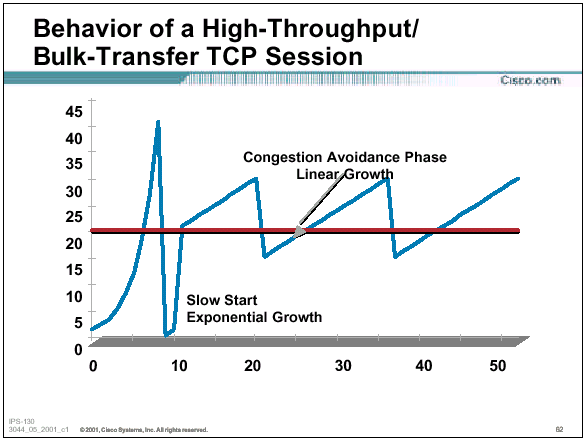 Behavior of a High-Throughput/
Bulk-Transfer TCP Session
Cisco.com
45
40
35
30
25
20
15
10
5
0
Congestion Avoidance Phase
Linear Growth
Slow Start
Exponential Growth
0 10 20 30 40 50
IPS-130
3044_05_2001_c1 © 2001, Cisco Systems, Inc. All rights reserved. 62